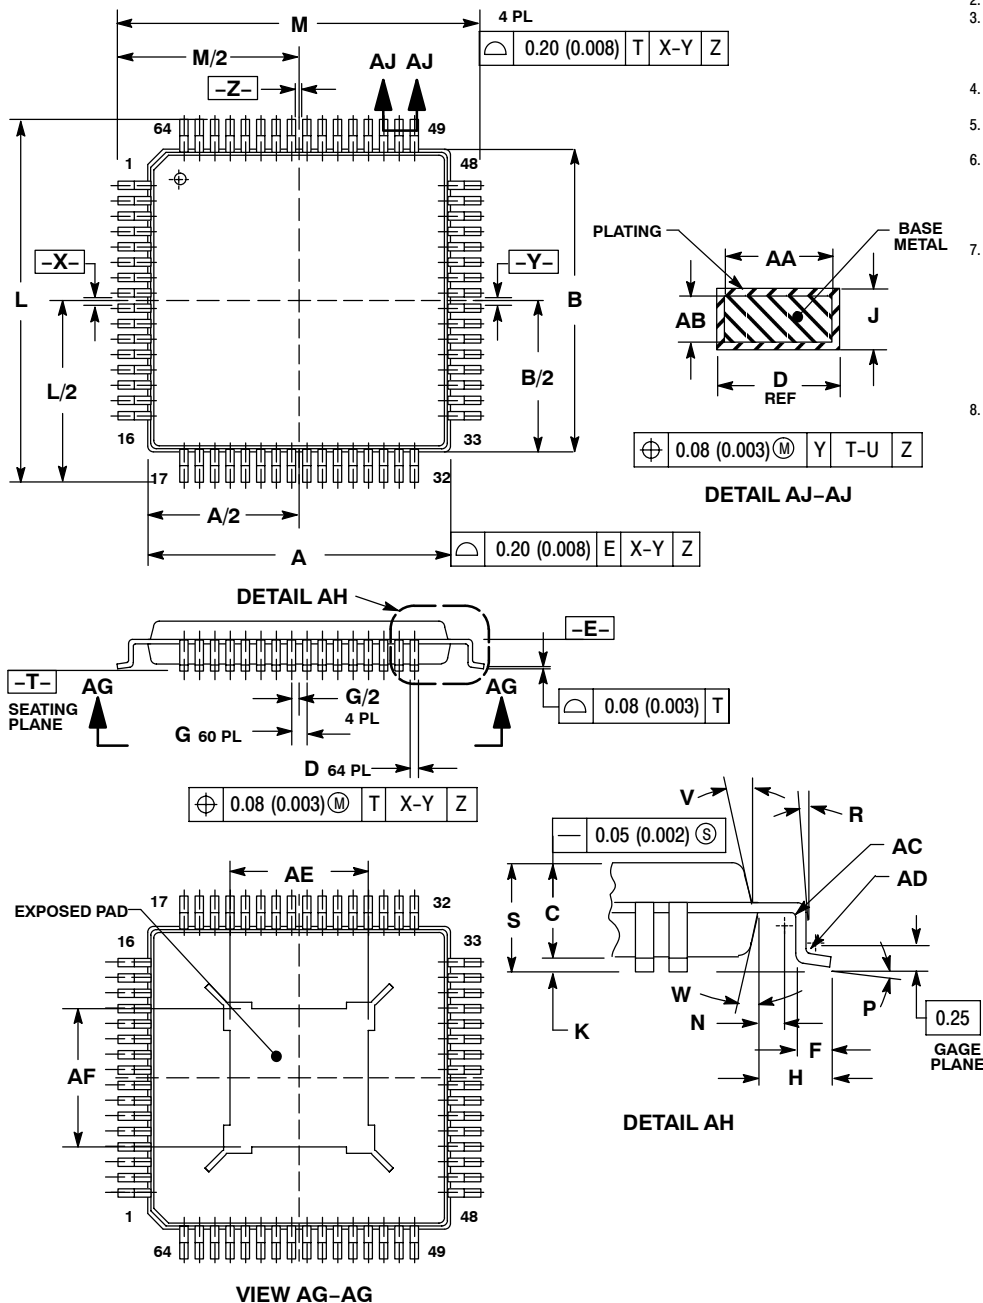 M
4 PL
⌓ 0.20 (0.008) T X–Y Z
M/2
AJ AJ
–Z–
64
49
1
48
–X–
–Y–
L
B
L/2
B/2
16
33
17
32
A/2
A
⌓ 0.20 (0.008) E X–Y Z
2.
3.
4.
5.
6.
7.
8.
PLATING
BASE
METAL
AA
AB
J
D
REF
⌖ 0.08 (0.003) Ⓜ Y T–U Z
DETAIL AJ–AJ
DETAIL AH
–E–
–T–
SEATING
PLANE
AG
AG
G/2
4 PL
G 60 PL
D 64 PL
⌓ 0.08 (0.003) T
⌖ 0.08 (0.003) Ⓜ T X–Y Z
V
R
— 0.05 (0.002) Ⓢ
AC
AD
S
C
W
N
K
P
F
H
0.25
GAGE
PLANE
DETAIL AH
AE
17
32
EXPOSED PAD
16
33
AF
1
48
64
49
VIEW AG–AG